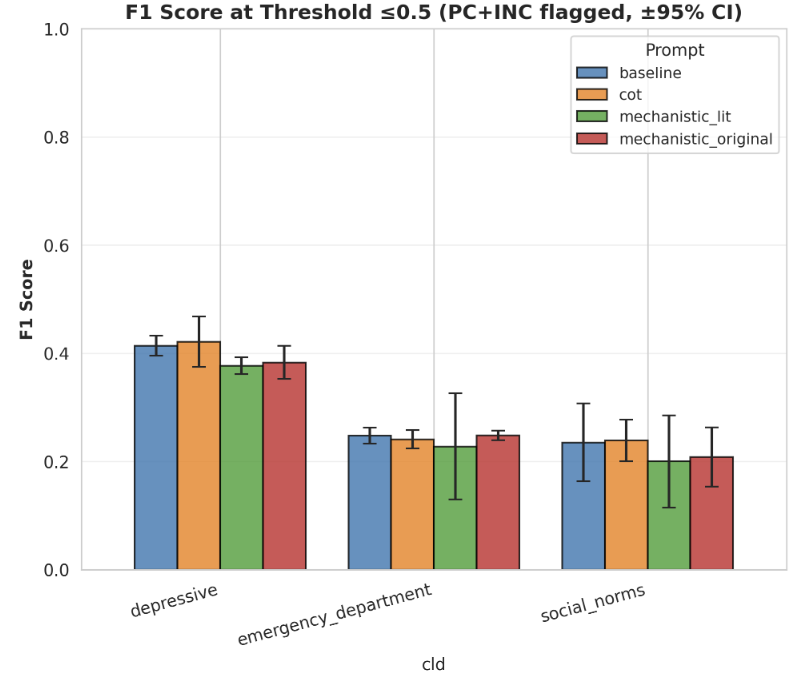 F1 Score at Threshold ≤0.5 (PC+INC flagged, ±95% CI)
Prompt
baseline
cot
mechanistic_lit
mechanistic_original
F1 Score
1.0
0.8
0.6
0.4
0.2
0.0
depressive
emergency_department
social_norms
cld